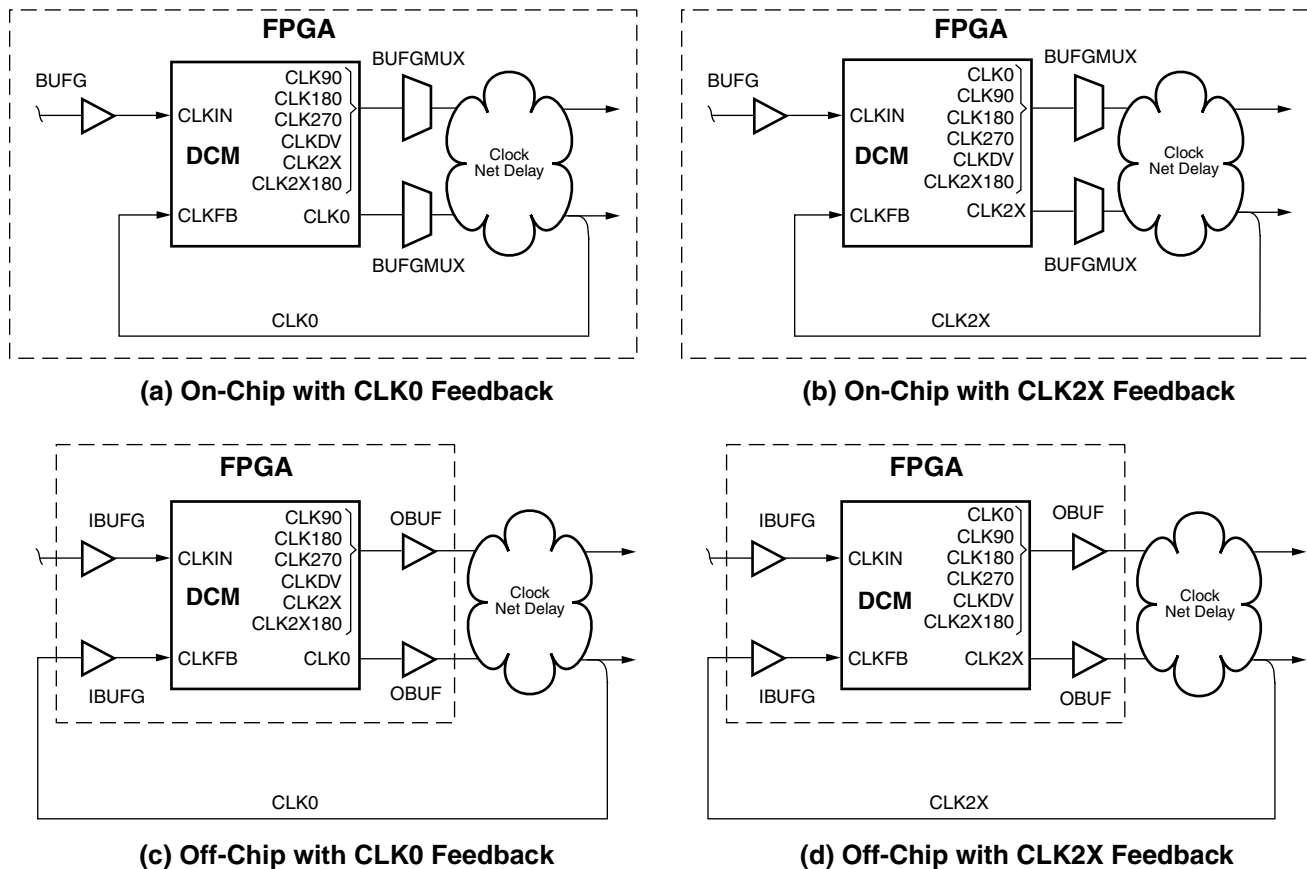 FPGA
BUFG
CLKIN
DCM
CLKFB
CLK90
CLK180
CLK270
CLKDV
CLK2X
CLK2X180
CLK0
BUFGMUX
BUFGMUX
Clock
Net Delay
CLK0
(a) On-Chip with CLK0 Feedback
FPGA
BUFG
CLKIN
DCM
CLKFB
CLK0
CLK90
CLK180
CLK270
CLKDV
CLK2X180
CLK2X
BUFGMUX
BUFGMUX
Clock
Net Delay
CLK2X
(b) On-Chip with CLK2X Feedback
FPGA
IBUFG
IBUFG
CLKIN
DCM
CLKFB
CLK90
CLK180
CLK270
CLKDV
CLK2X
CLK2X180
CLK0
OBUF
OBUF
Clock
Net Delay
CLK0
(c) Off-Chip with CLK0 Feedback
FPGA
IBUFG
IBUFG
CLKIN
DCM
CLKFB
CLK0
CLK90
CLK180
CLK270
CLKDV
CLK2X180
CLK2X
OBUF
OBUF
Clock
Net Delay
CLK2X
(d) Off-Chip with CLK2X Feedback